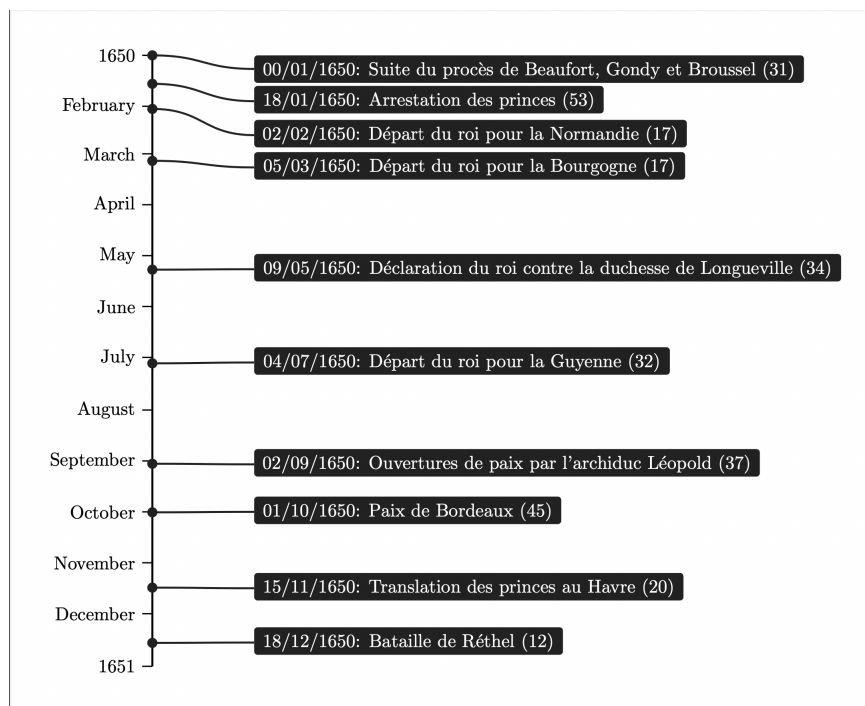 1650
00/01/1650: Suite du procès de Beaufort, Gondy et Broussel (31)
18/01/1650: Arrestation des princes (53)
February
02/02/1650: Départ du roi pour la Normandie (17)
March
05/03/1650: Départ du roi pour la Bourgogne (17)
April
May
09/05/1650: Déclaration du roi contre la duchesse de Longueville (34)
June
July
04/07/1650: Départ du roi pour la Guyenne (32)
August
September
02/09/1650: Ouvertures de paix par l'archiduc Léopold (37)
October
01/10/1650: Paix de Bordeaux (45)
November
15/11/1650: Translation des princes au Havre (20)
December
18/12/1650: Bataille de Réthel (12)
1651